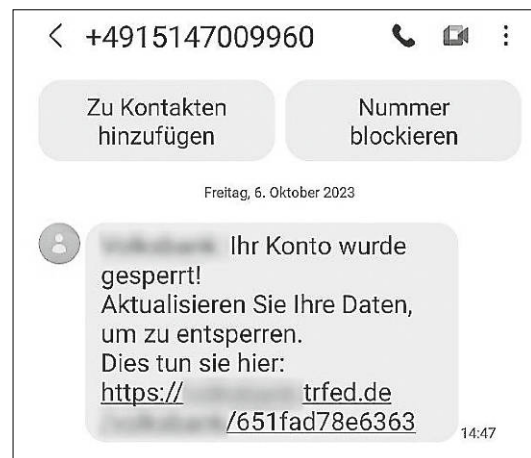 +4915147009960
Zu Kontakten
hinzufügen
Nummer
blockieren
Freitag, 6. Oktober 2023
Ihr Konto wurde
gesperrt!
Aktualisieren Sie Ihre Daten,
um zu entsperren.
Dies tun sie hier:
https:// trfed.de
/651fad78e6363
14:47